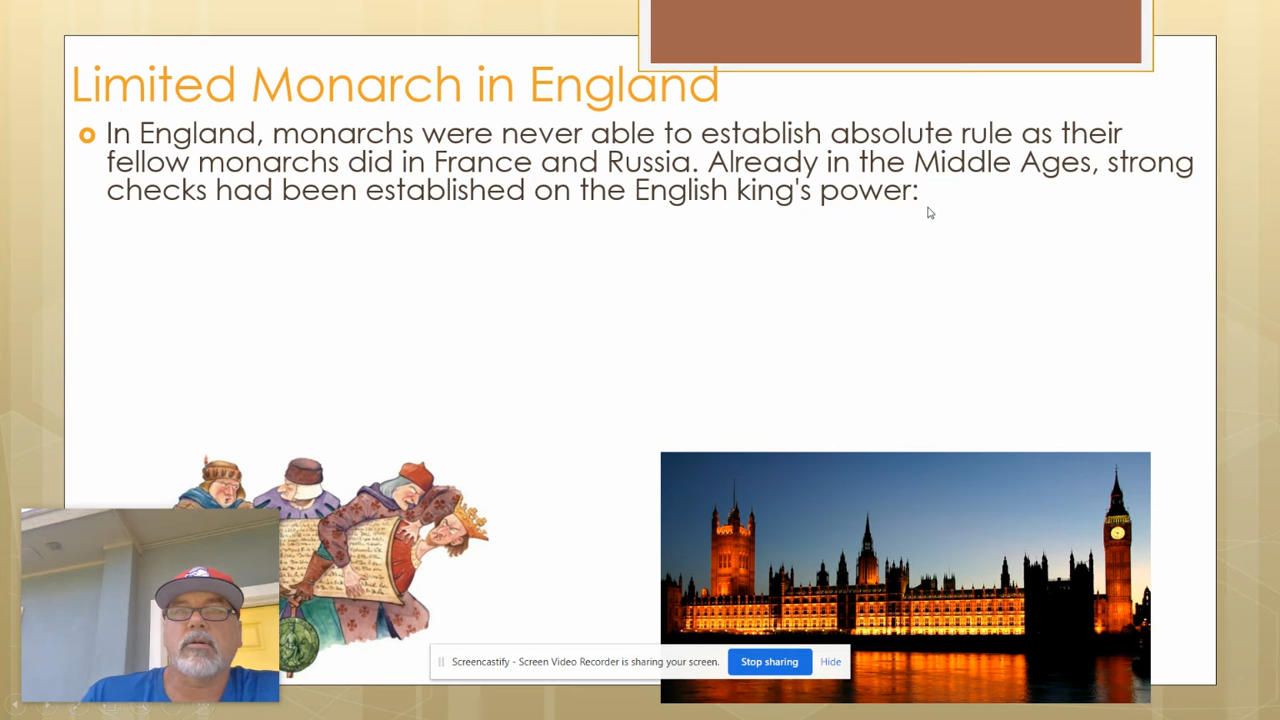 Limited Monarch in England
In England, monarchs were never able to establish absolute rule as their
fellow monarchs did in France and Russia. Already in the Middle Ages, strong
checks had been established on the English king's power:
Screencastify - Screen Video Recorder is sharing your screen.
Stop sharing
Hide